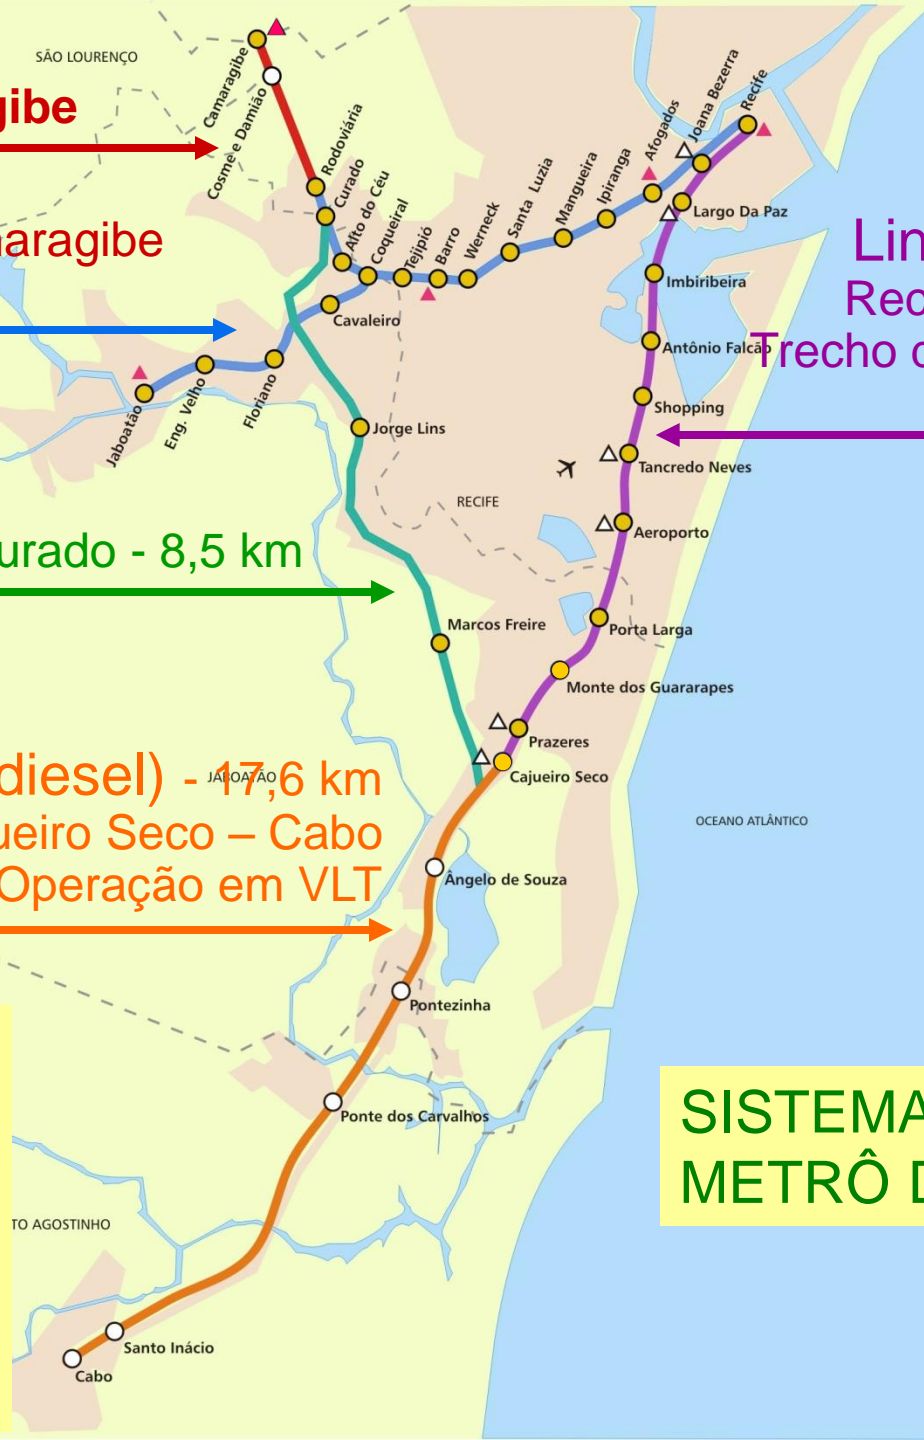 SÃO LOURENÇO
gibe
Camaragibe
Cosme e Damião
Rodoviária
Curado
Alto do Céu
Coqueiral
Tejipió
Barro
Werneck
Santa Luzia
Mangueira
Ipiranga
Afogados
Joana Bezerra
Recife
Largo Da Paz
naragibe
Lin
Rec
Trecho c
Imbiribeira
Antônio Falcão
Cavaleiro
Jaboatão
Eng. Velho
Floriano
Shopping
Jorge Lins
Tancredo Neves
RECIFE
Aeroporto
urado - 8,5 km
Marcos Freire
Porta Larga
Monte dos Guararapes
Prazeres
Cajueiro Seco
diesel) - 17,6 km
JABOATÃO
ueiro Seco – Cabo
Operação em VLT
OCEANO ATLÂNTICO
Ângelo de Souza
Pontezinha
Ponte dos Carvalhos
SISTEMA
METRÔ D
TO AGOSTINHO
Santo Inácio
Cabo